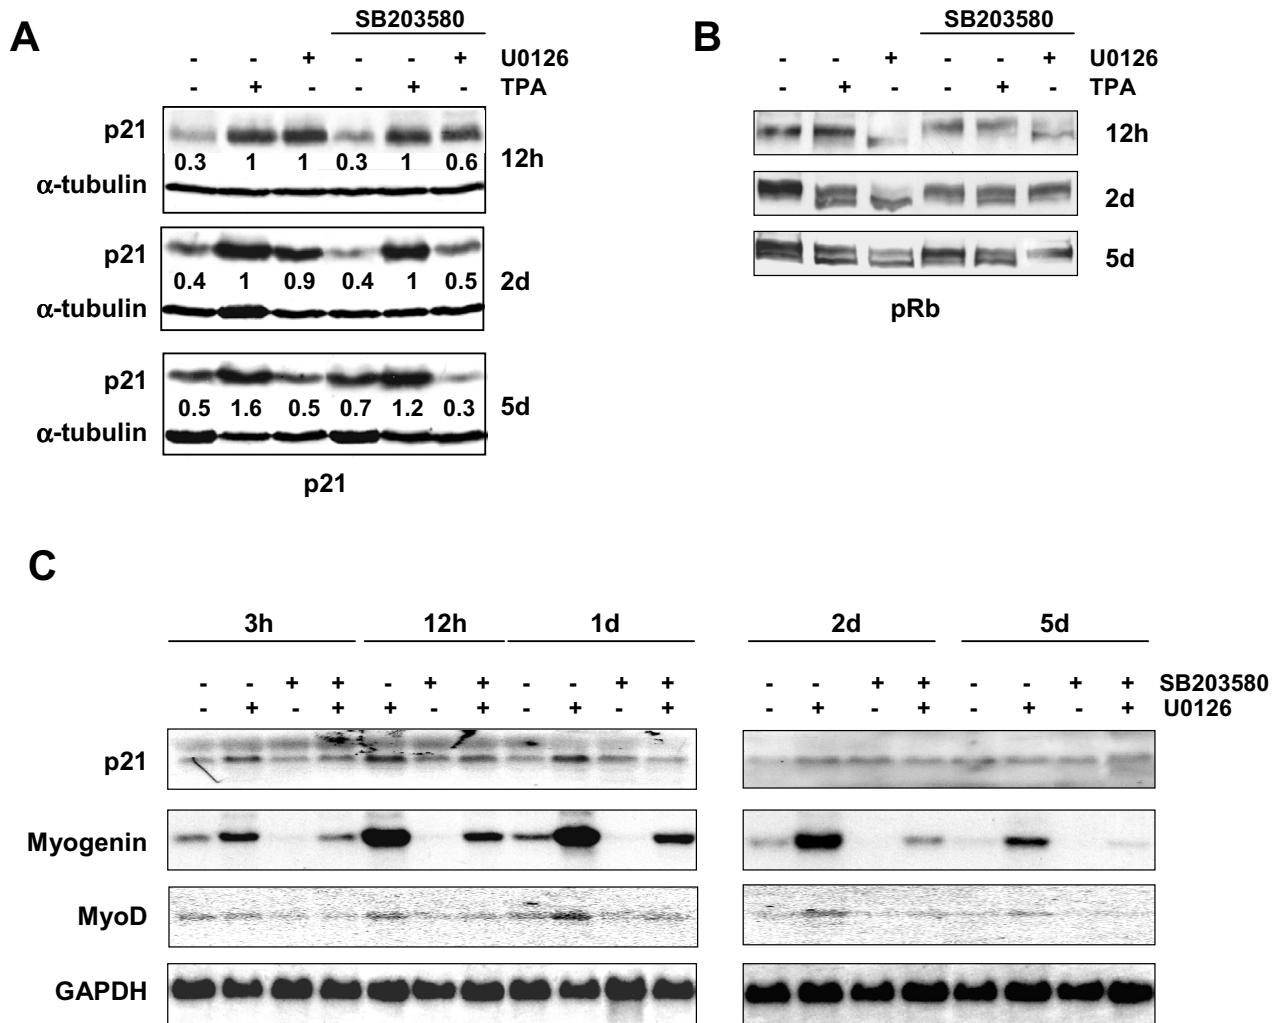 A
SB203580
- - + - - + U0126
- + - - + - TPA
p21
0.3 1 1 0.3 1 0.6
12h
α-tubulin
p21
0.4 1 0.9 0.4 1 0.5
2d
α-tubulin
p21
0.5 1.6 0.5 0.7 1.2 0.3
5d
α-tubulin
p21
B
SB203580
- - + - - + U0126
- + - - + - TPA
12h
2d
5d
pRb
C
3h 12h 1d 2d 5d
- - + + - + + - - + + - - + + - - + + SB203580
- + - + + - + - + - + - + - + - + - + U0126
p21
Myogenin
MyoD
GAPDH